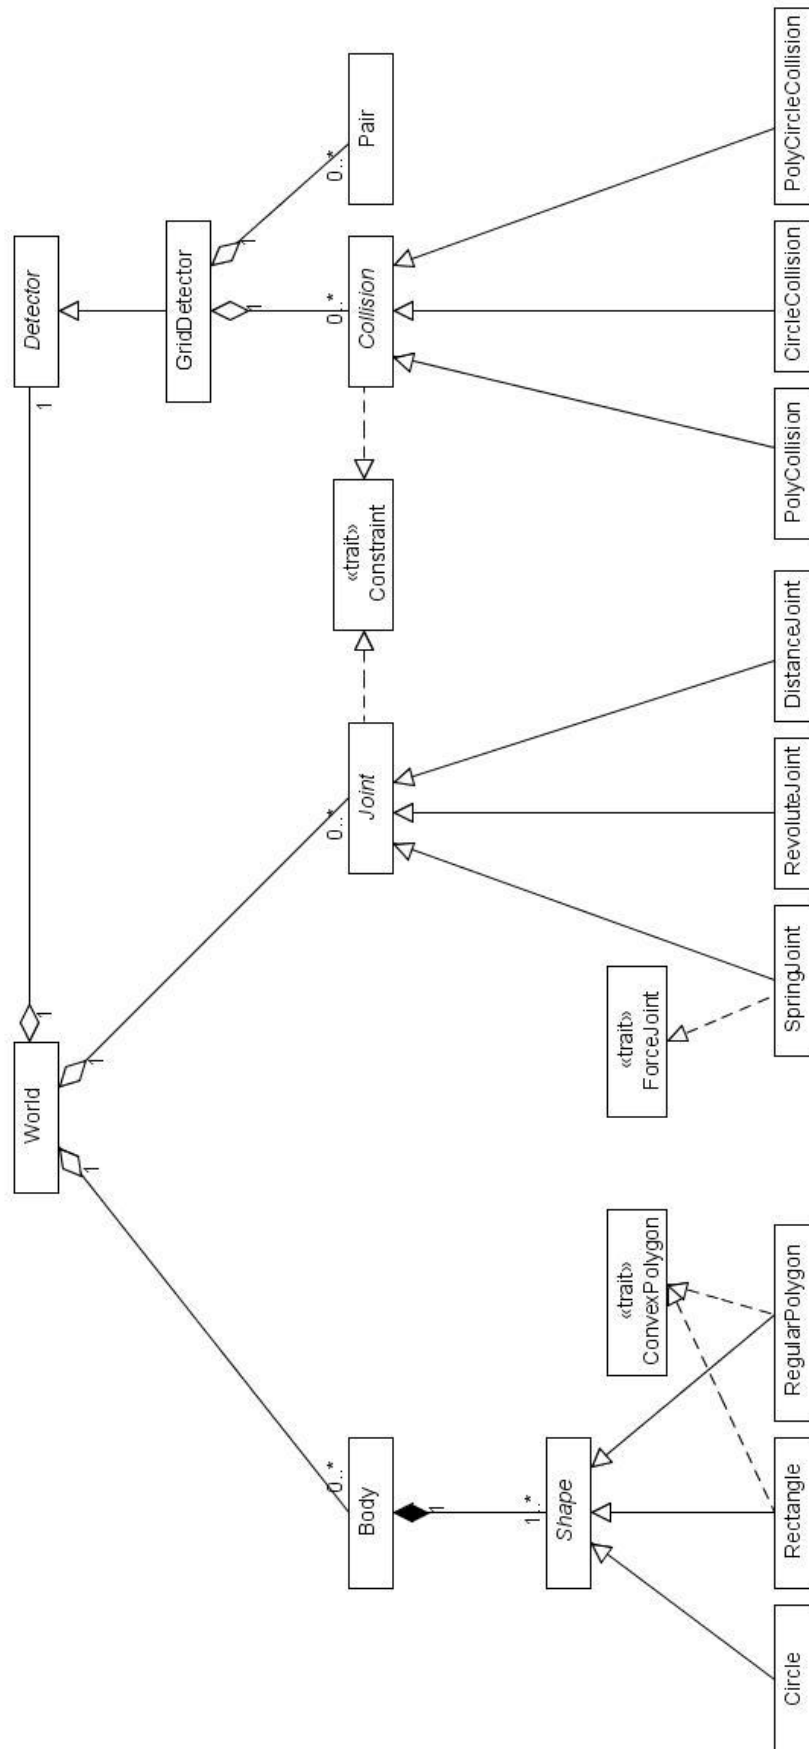 World
1
1
1
1
Detector
GridDetector
1
1
0..*
Body
0..*
Joint
«trait»
Constraint
0..*
Collision
0..*
Pair
1
1..*
Shape
«trait»
ConvexPolygon
«trait»
ForceJoint
Circle
Rectangle
RegularPolygon
SpringJoint
RevoluteJoint
DistanceJoint
PolyCollision
CircleCollision
PolyCircleCollision